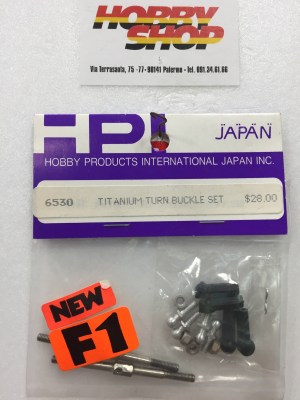 HOBBY
SHOP
Via Terrasanta, 75 -77- 90141 Palermo - Tel. 091.34.61.66
HPI JAPAN
HOBBY PRODUCTS INTERNATIONAL JAPAN INC.
6530 TITANIUM TURN BUCKLE SET $28.00
NEW
F1